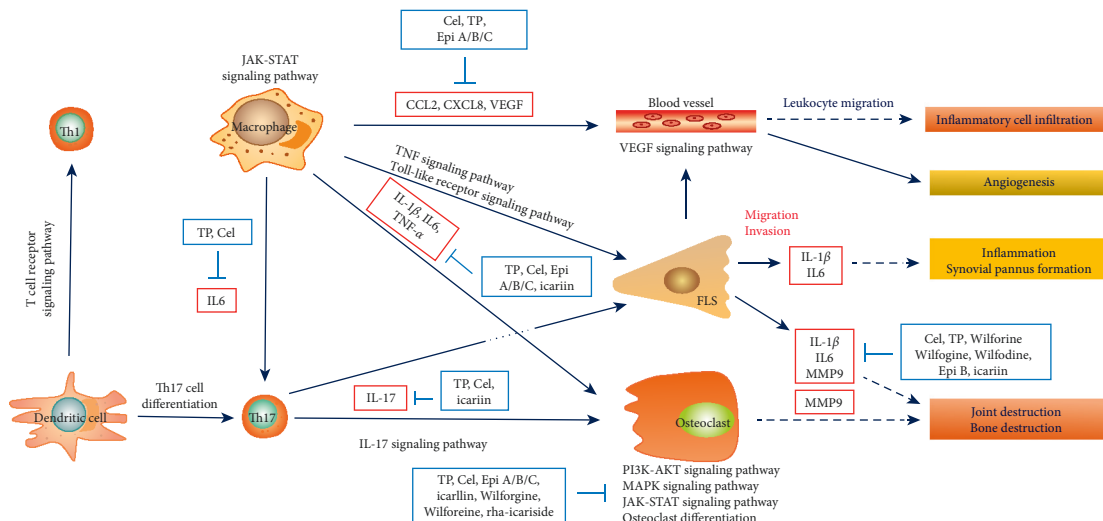 Cel, TP,
Epi A/B/C
JAK-STAT
signaling pathway
CCL2, CXCL8, VEGF
Macrophage
Th1
Blood vessel
VEGF signaling pathway
Leukocyte migration
Inflammatory cell infiltration
Angiogenesis
TNF signaling pathway
Toll-like receptor signaling pathway
IL-1β, IL6,
TNF-α
T cell receptor
signaling pathway
TP, Cel
IL6
TP, Cel, Epi
A/B/C, icariin
FLS
Migration
Invasion
IL-1β
IL6
Inflammation
Synovial pannus formation
IL-1β
IL6
MMP9
Cel, TP, Wilforine
Wilfogine, Wilfodine,
Epi B, icariin
Dendritic cell
Th17 cell
differentiation
Th17
IL-17
TP, Cel,
icariin
IL-17 signaling pathway
Osteoclast
MMP9
Joint destruction
Bone destruction
TP, Cel, Epi A/B/C,
icarllin, Wilforgine,
Wilforeine, rha-icariside
PI3K-AKT signaling pathway
MAPK signaling pathway
JAK-STAT signaling pathway
Osteoclast differentiation